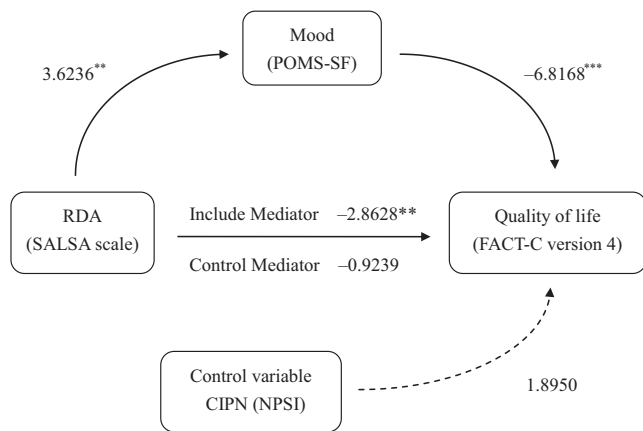 Mood
(POMS-SF)
3.6236**
–6.8168***
RDA
(SALSA scale)
Include Mediator –2.8628**
Control Mediator –0.9239
Quality of life
(FACT-C version 4)
Control variable
CIPN (NPSI)
1.8950